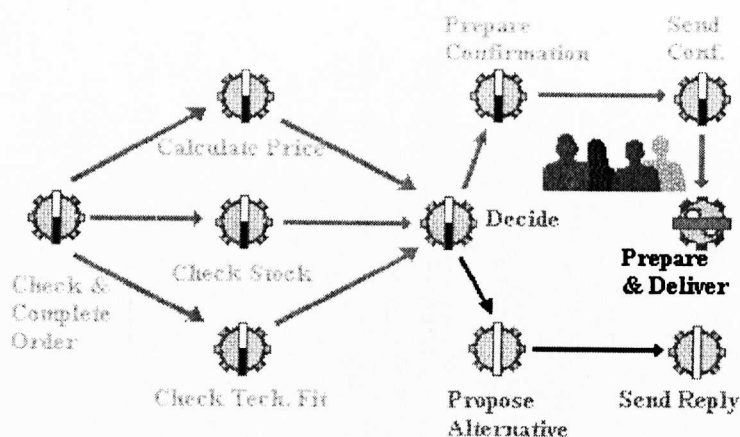 Prepare
Confirmation
Send
Conf.
Calculate Price
Decide
Check Stock
Prepare
& Deliver
Check &
Complete
Order
Check Tech. Fit
Propose
Alternative
Send Reply